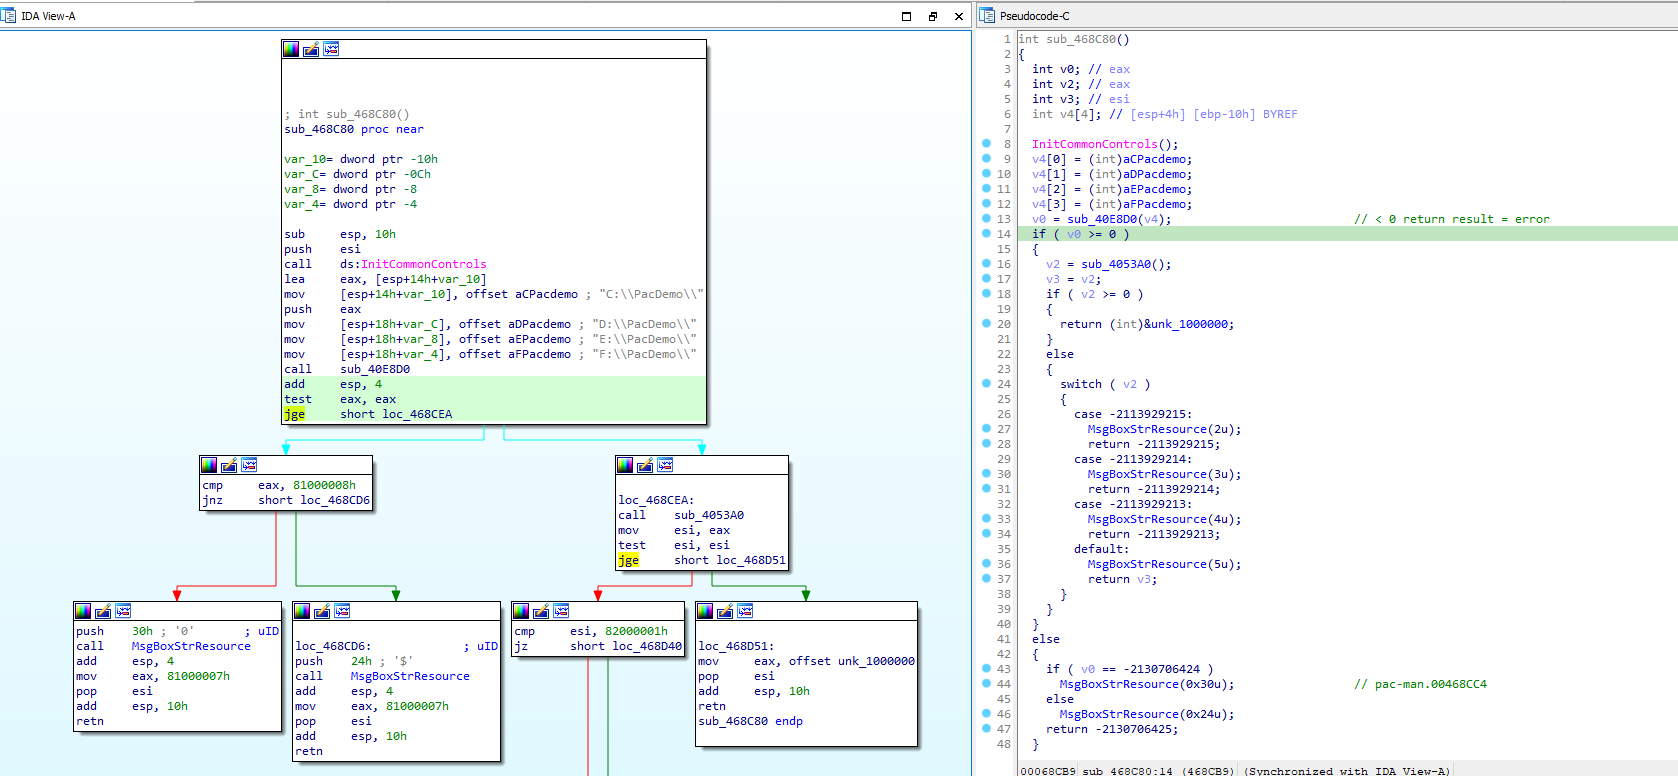 IDA View-A
; int sub_468C80()
sub_468C80 proc near
var_10= dword ptr -10h
var_C= dword ptr -0Ch
var_8= dword ptr -8
var_4= dword ptr -4
sub esp, 10h
push esi
call ds:InitCommonControls
lea eax, [esp+14h+var_10]
mov [esp+14h+var_10], offset aCPacdemo ; "C:\\PacDemo\\"
push eax
mov [esp+18h+var_C], offset aDPacdemo ; "D:\\PacDemo\\"
mov [esp+18h+var_8], offset aEPacdemo ; "E:\\PacDemo\\"
mov [esp+18h+var_4], offset aFPacdemo ; "F:\\PacDemo\\"
call sub_40E8D0
add esp, 4
test eax, eax
jge short loc_468CEA
cmp eax, 81000008h
jnz short loc_468CD6
loc_468CEA:
call sub_4053A0
mov esi, eax
test esi, esi
jge short loc_468D51
push 30h ; '0' ; uID
call MsgBoxStrResource
add esp, 4
mov eax, 81000007h
pop esi
add esp, 10h
retn
loc_468CD6: ; uID
push 24h ; '$'
call MsgBoxStrResource
add esp, 4
mov eax, 81000007h
pop esi
add esp, 10h
retn
cmp esi, 82000001h
jz short loc_468D40
loc_468D51:
mov eax, offset unk_1000000
pop esi
add esp, 10h
retn
sub_468C80 endp
Pseudocode-C
1 int sub_468C80()
2 {
3 int v0; // eax
4 int v2; // eax
5 int v3; // esi
6 int v4[4]; // [esp+4h] [ebp-10h] BYREF
7
8 InitCommonControls();
9 v4[0] = (int)aCPacdemo;
10 v4[1] = (int)aDPacdemo;
11 v4[2] = (int)aEPacdemo;
12 v4[3] = (int)aFPacdemo;
13 v0 = sub_40E8D0(v4); // < 0 return result = error
14 if ( v0 >= 0 )
15 {
16 v2 = sub_4053A0();
17 v3 = v2;
18 if ( v2 >= 0 )
19 {
20 return (int)&unk_1000000;
21 }
22 else
23 {
24 switch ( v2 )
25 {
26 case -2113929215:
27 MsgBoxStrResource(2u);
28 return -2113929215;
29 case -2113929214:
30 MsgBoxStrResource(3u);
31 return -2113929214;
32 case -2113929213:
33 MsgBoxStrResource(4u);
34 return -2113929213;
35 default:
36 MsgBoxStrResource(5u);
37 return v3;
38 }
39 }
40 }
41 else
42 {
43 if ( v0 == -2130706424 )
44 MsgBoxStrResource(0x30u); // pac-man.00468CC4
45 else
46 MsgBoxStrResource(0x24u);
47 return -2130706425;
48 }
00068CB9 sub_468C80:14 (468CB9) (Synchronized with IDA View-A)